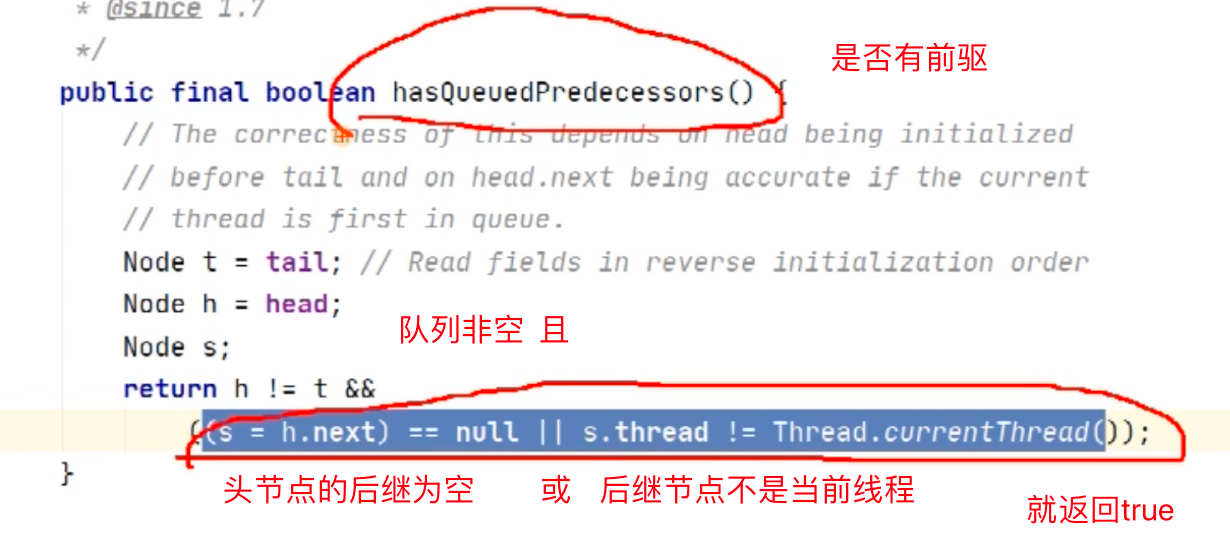 * @since 1.7
*/
public final boolean hasQueuedPredecessors() {
是否有前驱
// The correctness of this depends on head being initialized
// before tail and on head.next being accurate if the current
// thread is first in queue.
Node t = tail; // Read fields in reverse initialization order
Node h = head;
队列非空 且
Node s;
return h != t &&
((s = h.next) == null || s.thread != Thread.currentThread());
}
头节点的后继为空 或 后继节点不是当前线程
就返回true